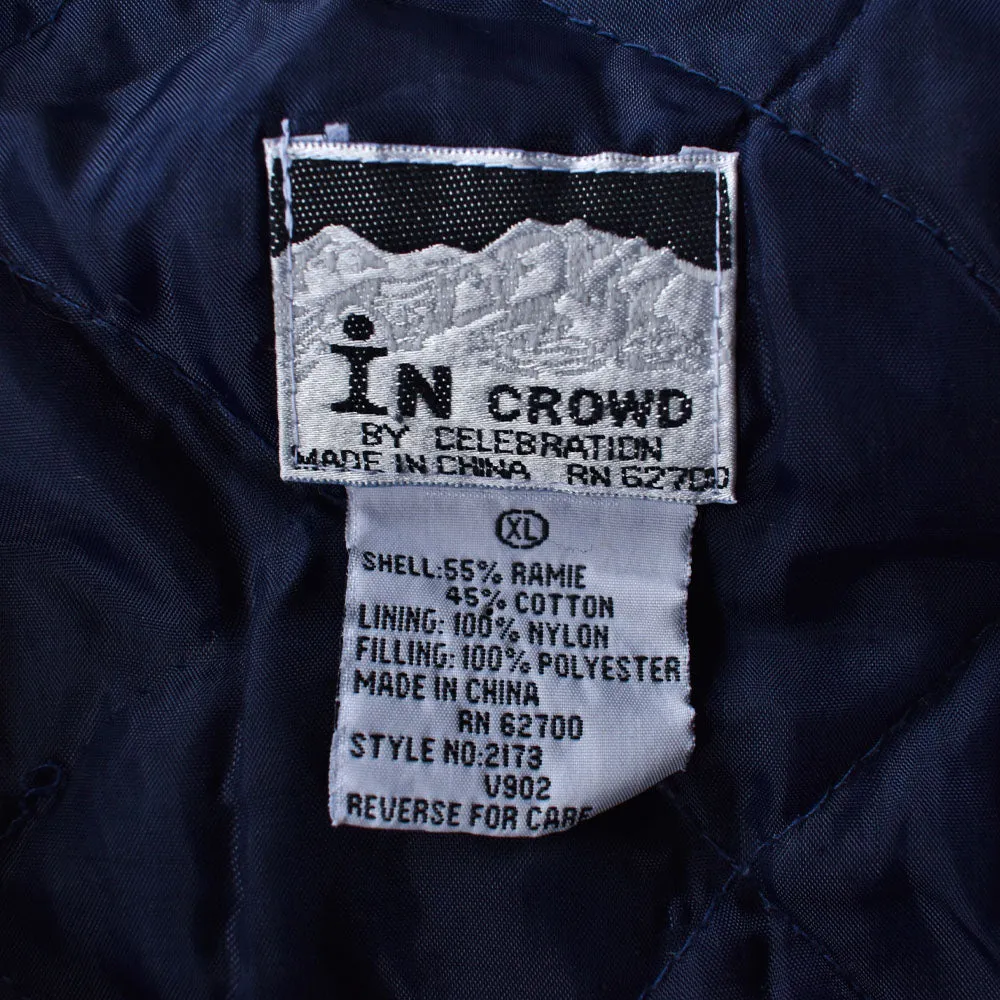 iN CROWD
BY CELEBRATION
MADE IN CHINA RN 62700
XL
SHELL:55% RAMIE
45% COTTON
LINING: 100% NYLON
FILLING: 100% POLYESTER
MADE IN CHINA
RN 62700
STYLE NO:2173
V902
REVERSE FOR CARE